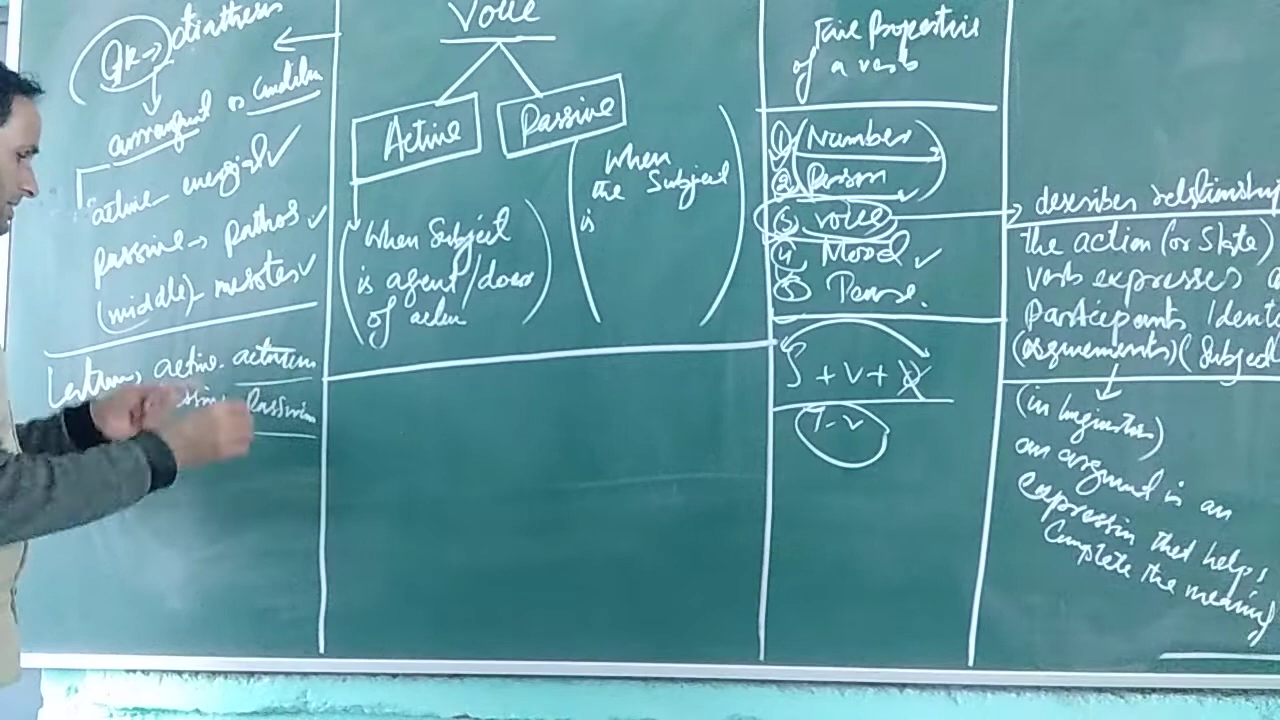 Gk → diathesis
arrangement or condition
active - energia ✓
passive → pathos ✓
(middle) - mesotes ✓
active - activum
Passivum
Voice
Active
Passive
(When Subject
is agent/doer
of action)
(When
the Subject
is
Five Properties
of a verb
① Number
② Person
③ voice
④ Mood ✓
⑤ Tense.
S + V + O
T.V
describes relationship
the action (or State)
verb expresses a
Participants Ident
(arguements) (Subject
(in linguistics)
an argument is an
expression that helps
Complete the meaning